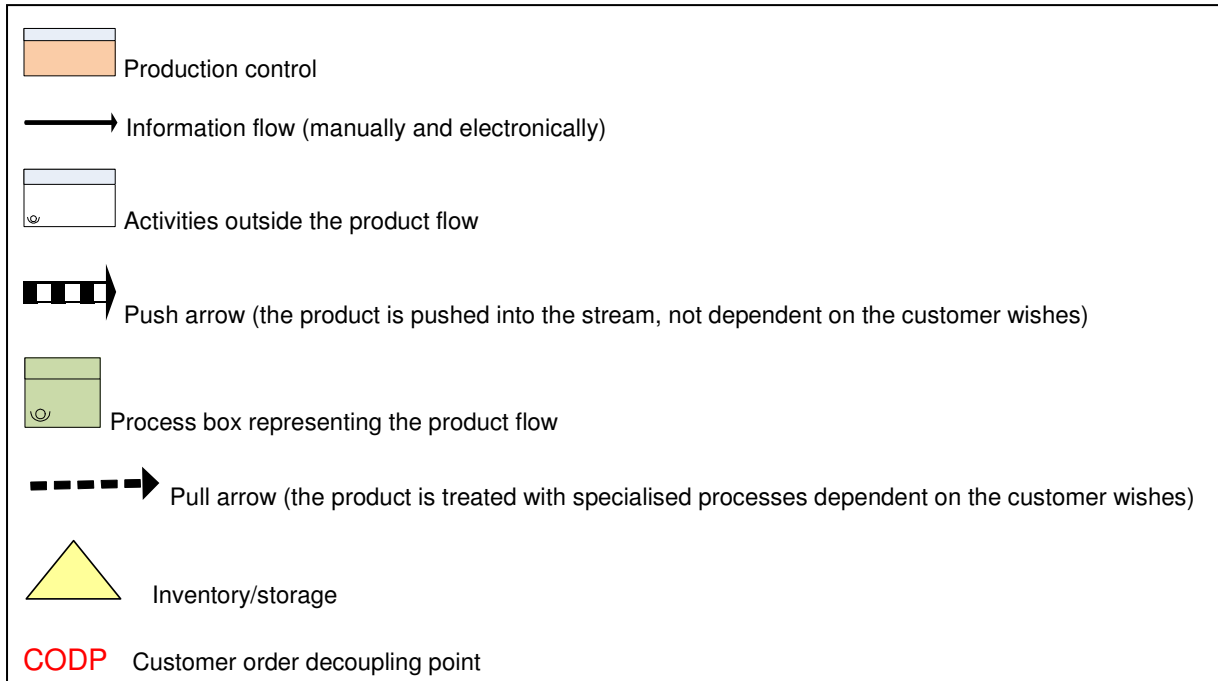 Production control
Information flow (manually and electronically)
Activities outside the product flow
Push arrow (the product is pushed into the stream, not dependent on the customer wishes)
Process box representing the product flow
Pull arrow (the product is treated with specialised processes dependent on the customer wishes)
Inventory/storage
CODP Customer order decoupling point